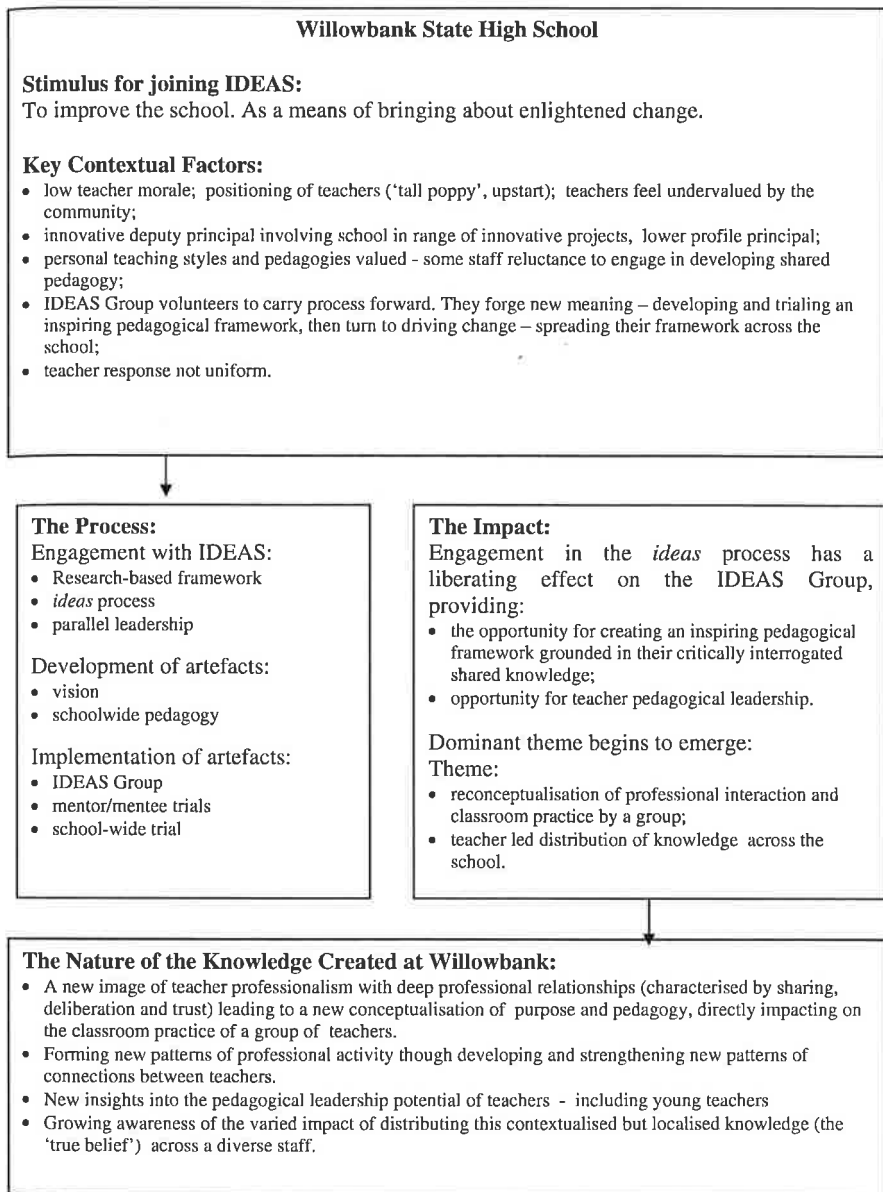 Willowbank State High School
Stimulus for joining IDEAS:
To improve the school. As a means of bringing about enlightened change.
Key Contextual Factors:
• low teacher morale; positioning of teachers (‘tall poppy’, upstart); teachers feel undervalued by the
community;
• innovative deputy principal involving school in range of innovative projects, lower profile principal;
• personal teaching styles and pedagogies valued - some staff reluctance to engage in developing shared
pedagogy;
• IDEAS Group volunteers to carry process forward. They forge new meaning – developing and trialing an
inspiring pedagogical framework, then turn to driving change – spreading their framework across the
school;
• teacher response not uniform.
The Process:
Engagement with IDEAS:
• Research-based framework
• ideas process
• parallel leadership
Development of artefacts:
• vision
• schoolwide pedagogy
Implementation of artefacts:
• IDEAS Group
• mentor/mentee trials
• school-wide trial
The Impact:
Engagement in the ideas process has a
liberating effect on the IDEAS Group,
providing:
• the opportunity for creating an inspiring pedagogical
framework grounded in their critically interrogated
shared knowledge;
• opportunity for teacher pedagogical leadership.
Dominant theme begins to emerge:
Theme:
• reconceptualisation of professional interaction and
classroom practice by a group;
• teacher led distribution of knowledge across the
school.
The Nature of the Knowledge Created at Willowbank:
• A new image of teacher professionalism with deep professional relationships (characterised by sharing,
deliberation and trust) leading to a new conceptualisation of purpose and pedagogy, directly impacting on
the classroom practice of a group of teachers.
• Forming new patterns of professional activity though developing and strengthening new patterns of
connections between teachers.
• New insights into the pedagogical leadership potential of teachers - including young teachers
• Growing awareness of the varied impact of distributing this contextualised but localised knowledge (the
‘true belief’) across a diverse staff.